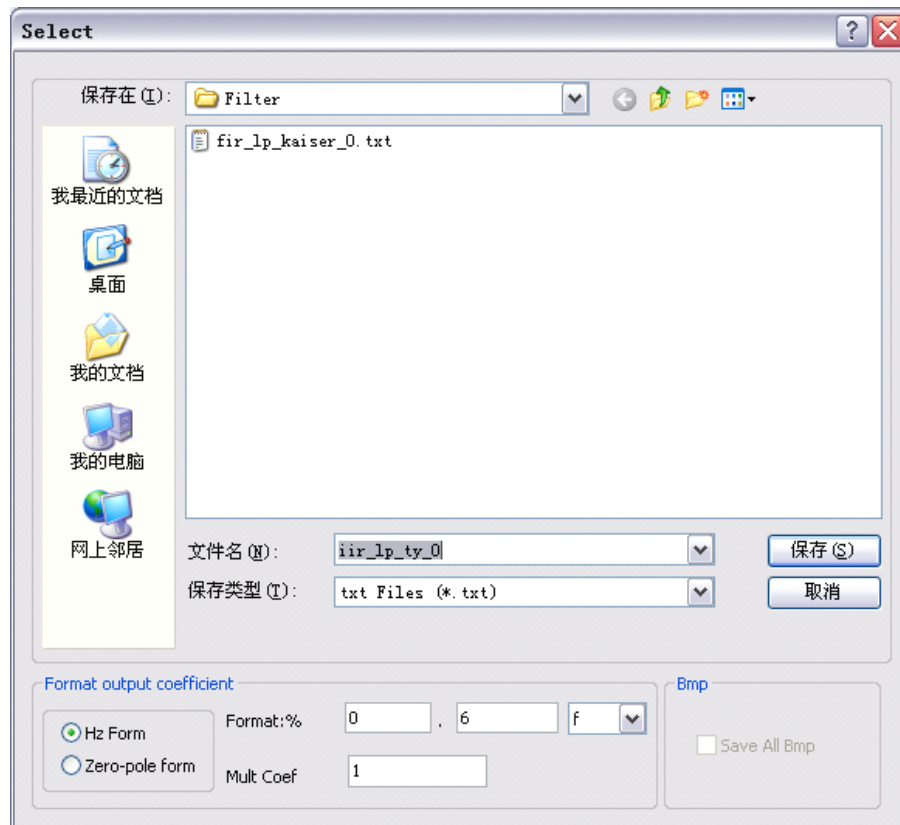 Select
保存在(I):
Filter
fir_lp_kaiser_0.txt
我最近的文档
桌面
我的文档
我的电脑
网上邻居
文件名(N):
iir_lp_ty_0
保存(S)
保存类型(T):
txt Files (*.txt)
取消
Format output coefficient
Bmp
Hz Form
Format:%
0
.
6
f
Save All Bmp
Zero-pole form
Mult Coef
1